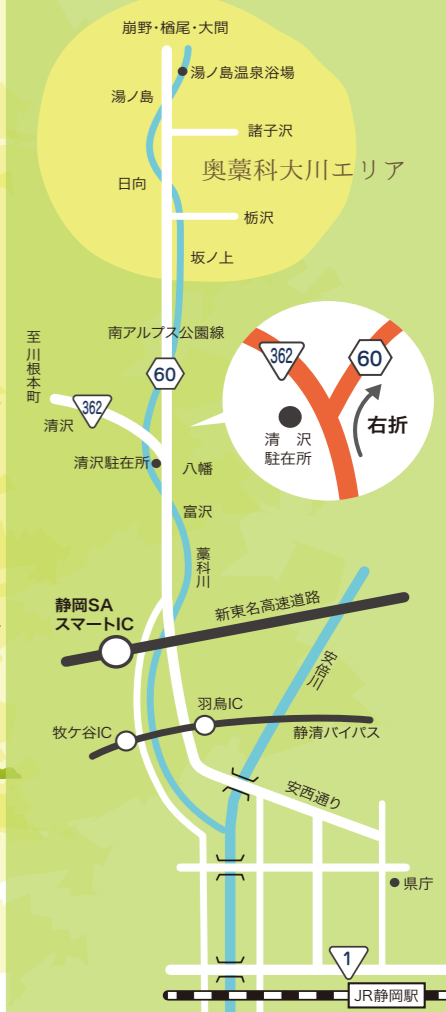 崩野・楢尾・大間
湯ノ島温泉浴場
湯ノ島
諸子沢
奥藁科大川エリア
日向
栃沢
坂ノ上
南アルプス公園線
至川根本町
60
362
清沢
清沢駐在所
八幡
富沢
藁科川
362
60
右折
清 沢
駐在所
静岡SA
スマートIC
新東名高速道路
安倍川
羽鳥IC
牧ケ谷IC
静清バイパス
安西通り
県庁
1
JR静岡駅